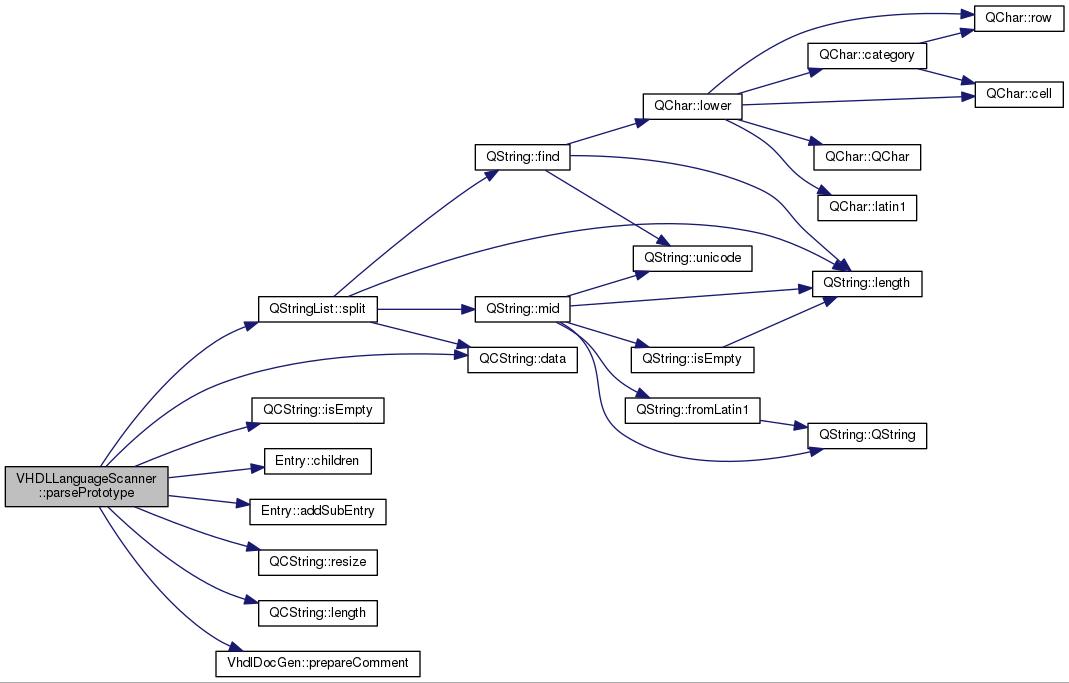 QChar::row
QChar::category
QChar::cell
QChar::lower
QString::find
QChar::QChar
QChar::latin1
QString::unicode
QString::length
QStringList::split
QString::mid
QCString::data
QString::isEmpty
QCString::isEmpty
QString::fromLatin1
QString::QString
Entry::children
VHDLLanguageScanner
::parsePrototype
Entry::addSubEntry
QCString::resize
QCString::length
VhdlDocGen::prepareComment